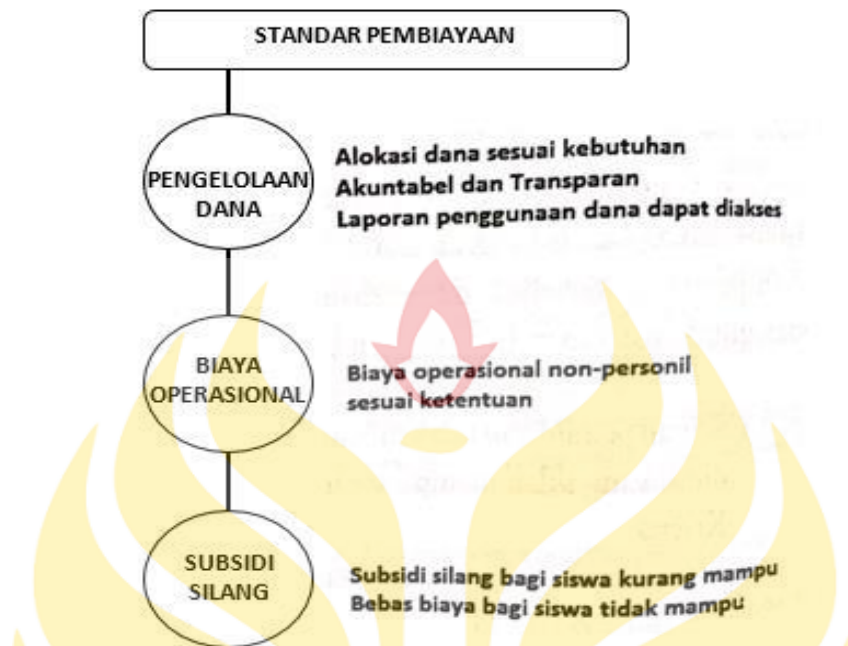 STANDAR PEMBIAYAAN
PENGELOLAAN
DANA
Alokasi dana sesuai kebutuhan
Akuntabel dan Transparan
Laporan penggunaan dana dapat diakses
BIAYA
OPERASIONAL
Biaya operasional non-personil
sesuai ketentuan
SUBSIDI
SILANG
Subsidi silang bagi siswa kurang mampu
Bebas biaya bagi siswa tidak mampu